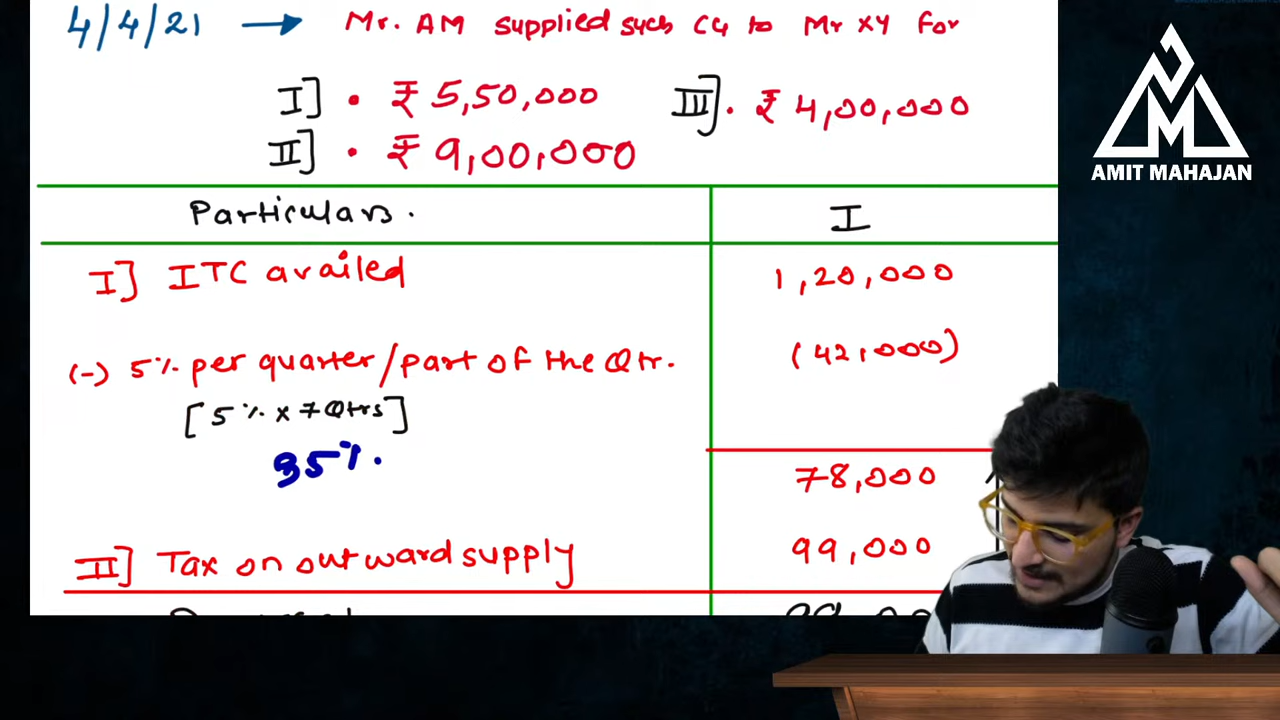 4/4/21 → Mr. AM supplied such CG to Mr XY for
I] • ₹ 5,50,000 III] • ₹ 4,00,000
II] • ₹ 9,00,000
Particulars. I
I] ITC availed 1,20,000
(-) 5% per quarter/part of the Qtr. (42,000)
[5% x 7 Qtrs]
35%.
78,000
II] Tax on outward supply 99,000
AMIT MAHAJAN